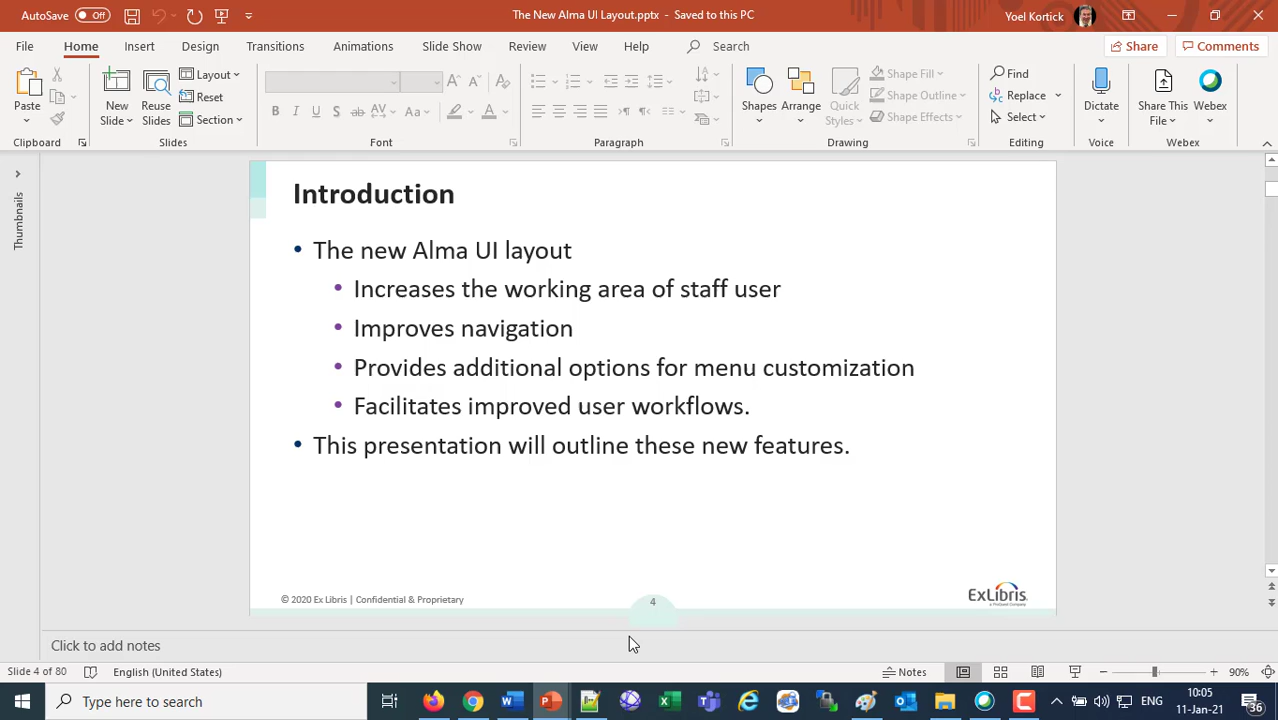 AutoSave Off
The New Alma UI Layout.pptx - Saved to this PC
Yoel Kortick
File Home Insert Design Transitions Animations Slide Show Review View Help Search Share Comments
Paste
New Slide
Reuse Slides
Layout
Reset
Section
Shapes
Arrange
Quick Styles
Shape Fill
Shape Outline
Shape Effects
Find
Replace
Select
Dictate
Share This File
Webex
Clipboard Slides Font Paragraph Drawing Editing Voice Webex
Thumbnails
Introduction
• The new Alma UI layout
• Increases the working area of staff user
• Improves navigation
• Provides additional options for menu customization
• Facilitates improved user workflows.
• This presentation will outline these new features.
© 2020 Ex Libris | Confidential & Proprietary
4
ExLibris
a ProQuest Company
Click to add notes
Slide 4 of 80 English (United States) Notes 90%
Type here to search
ENG
10:05
11-Jan-21
36